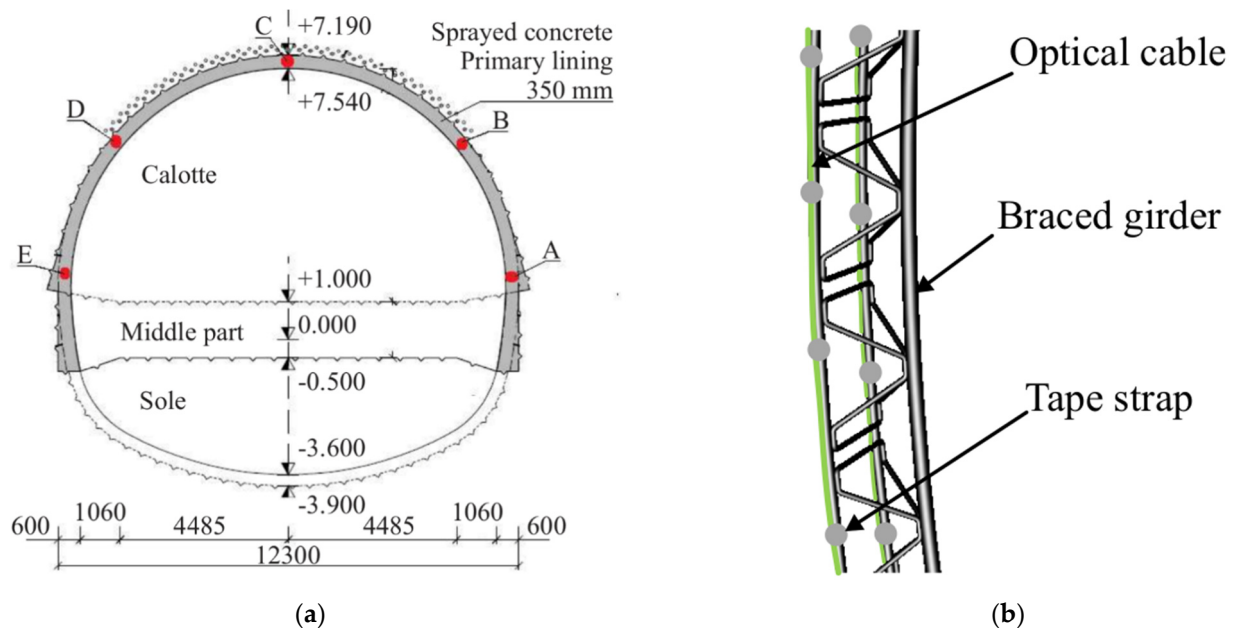 C
+7.190
Sprayed concrete
Primary lining
350 mm
+7.540
D
B
Calotte
E
A
+1.000
Middle part
0.000
-0.500
Sole
-3.600
-3.900
600
1060
4485
4485
1060
600
12300
(a)
Optical cable
Braced girder
Tape strap
(b)